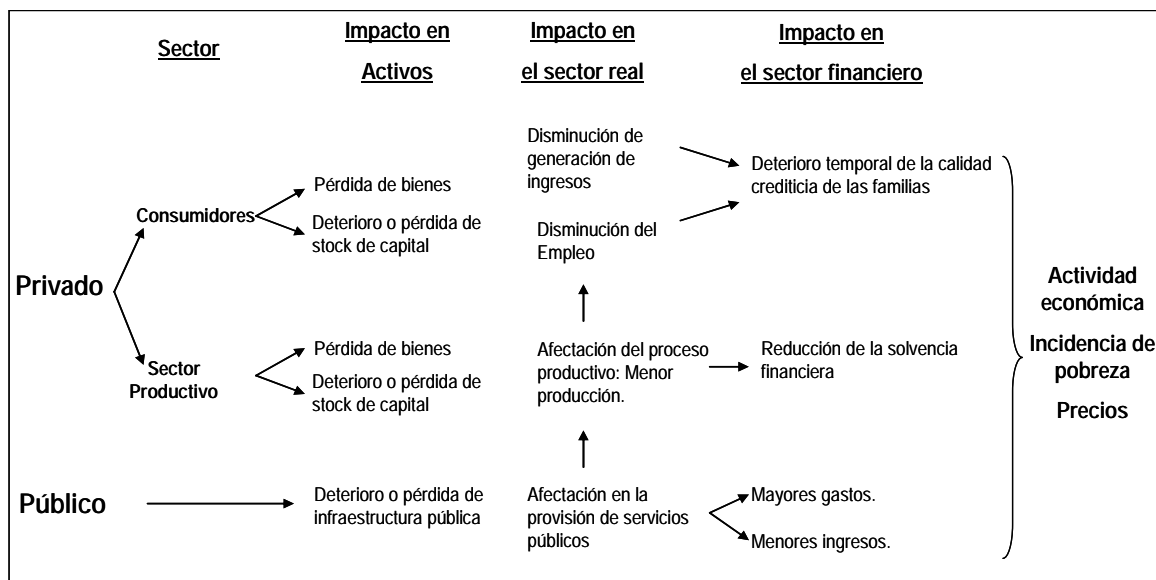 Sector
Impacto en
Activos
Impacto en
el sector real
Impacto en
el sector financiero
Privado
Consumidores
Pérdida de bienes
Deterioro o pérdida de
stock de capital
Disminución de
generación de
ingresos
Disminución del
Empleo
Deterioro temporal de la calidad
crediticia de las familias
Sector
Productivo
Pérdida de bienes
Deterioro o pérdida de
stock de capital
Afectación del proceso
productivo: Menor
producción.
Reducción de la solvencia
financiera
Público
Deterioro o pérdida de
infraestructura pública
Afectación en la
provisión de servicios
públicos
Mayores gastos.
Menores ingresos.
Actividad
económica
Incidencia de
pobreza
Precios